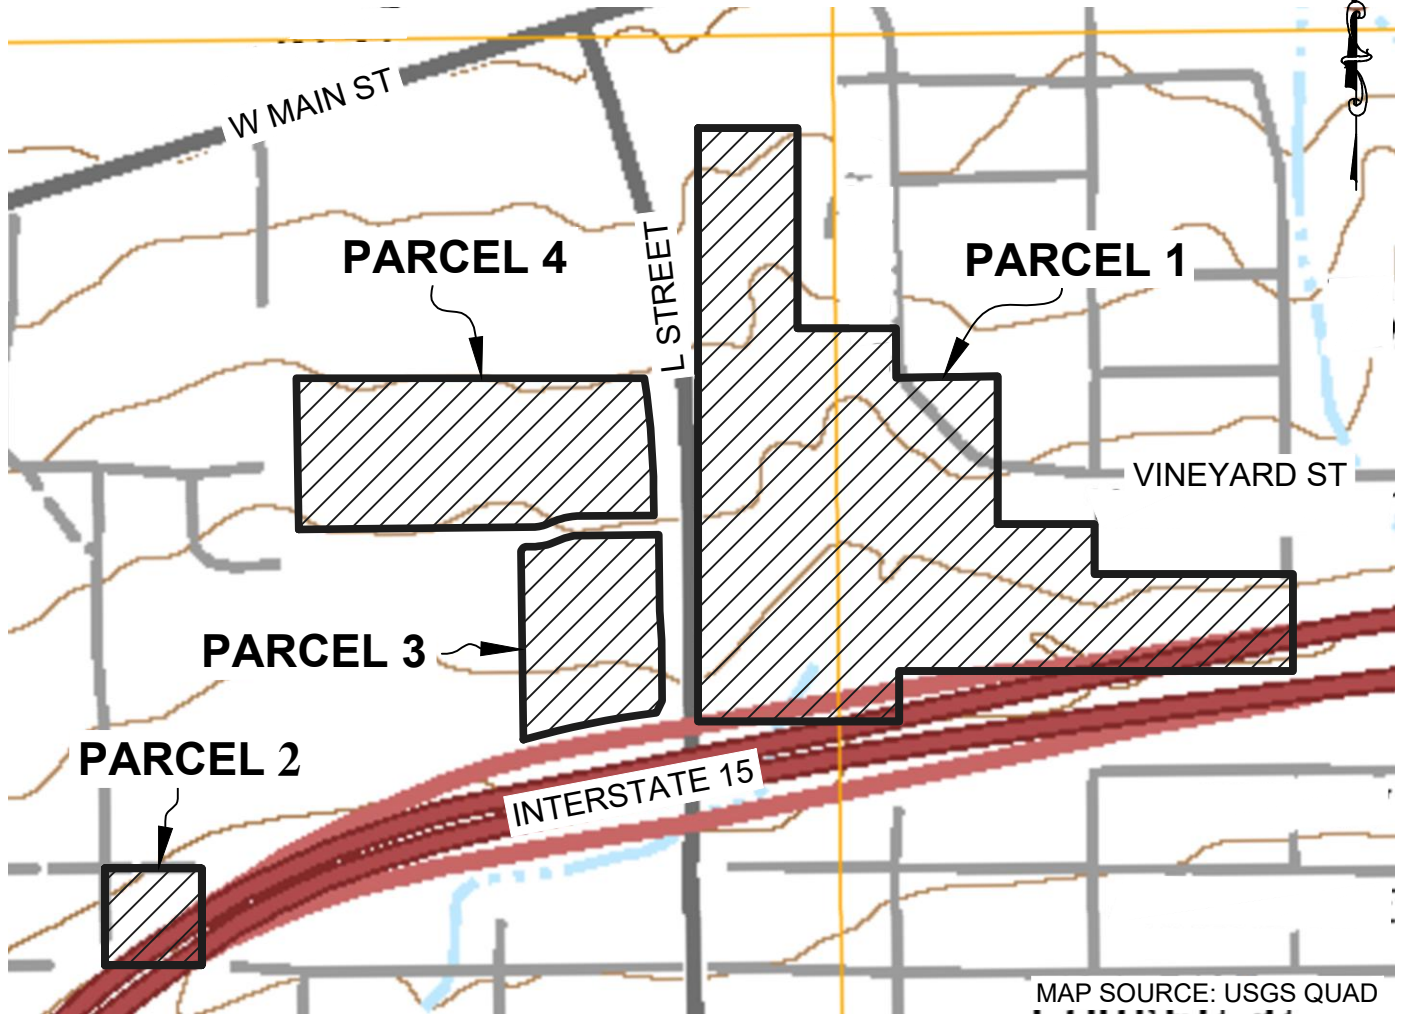 W MAIN ST
PARCEL 4
L STREET
PARCEL 1
VINEYARD ST
PARCEL 3
PARCEL 2
INTERSTATE 15
MAP SOURCE: USGS QUAD